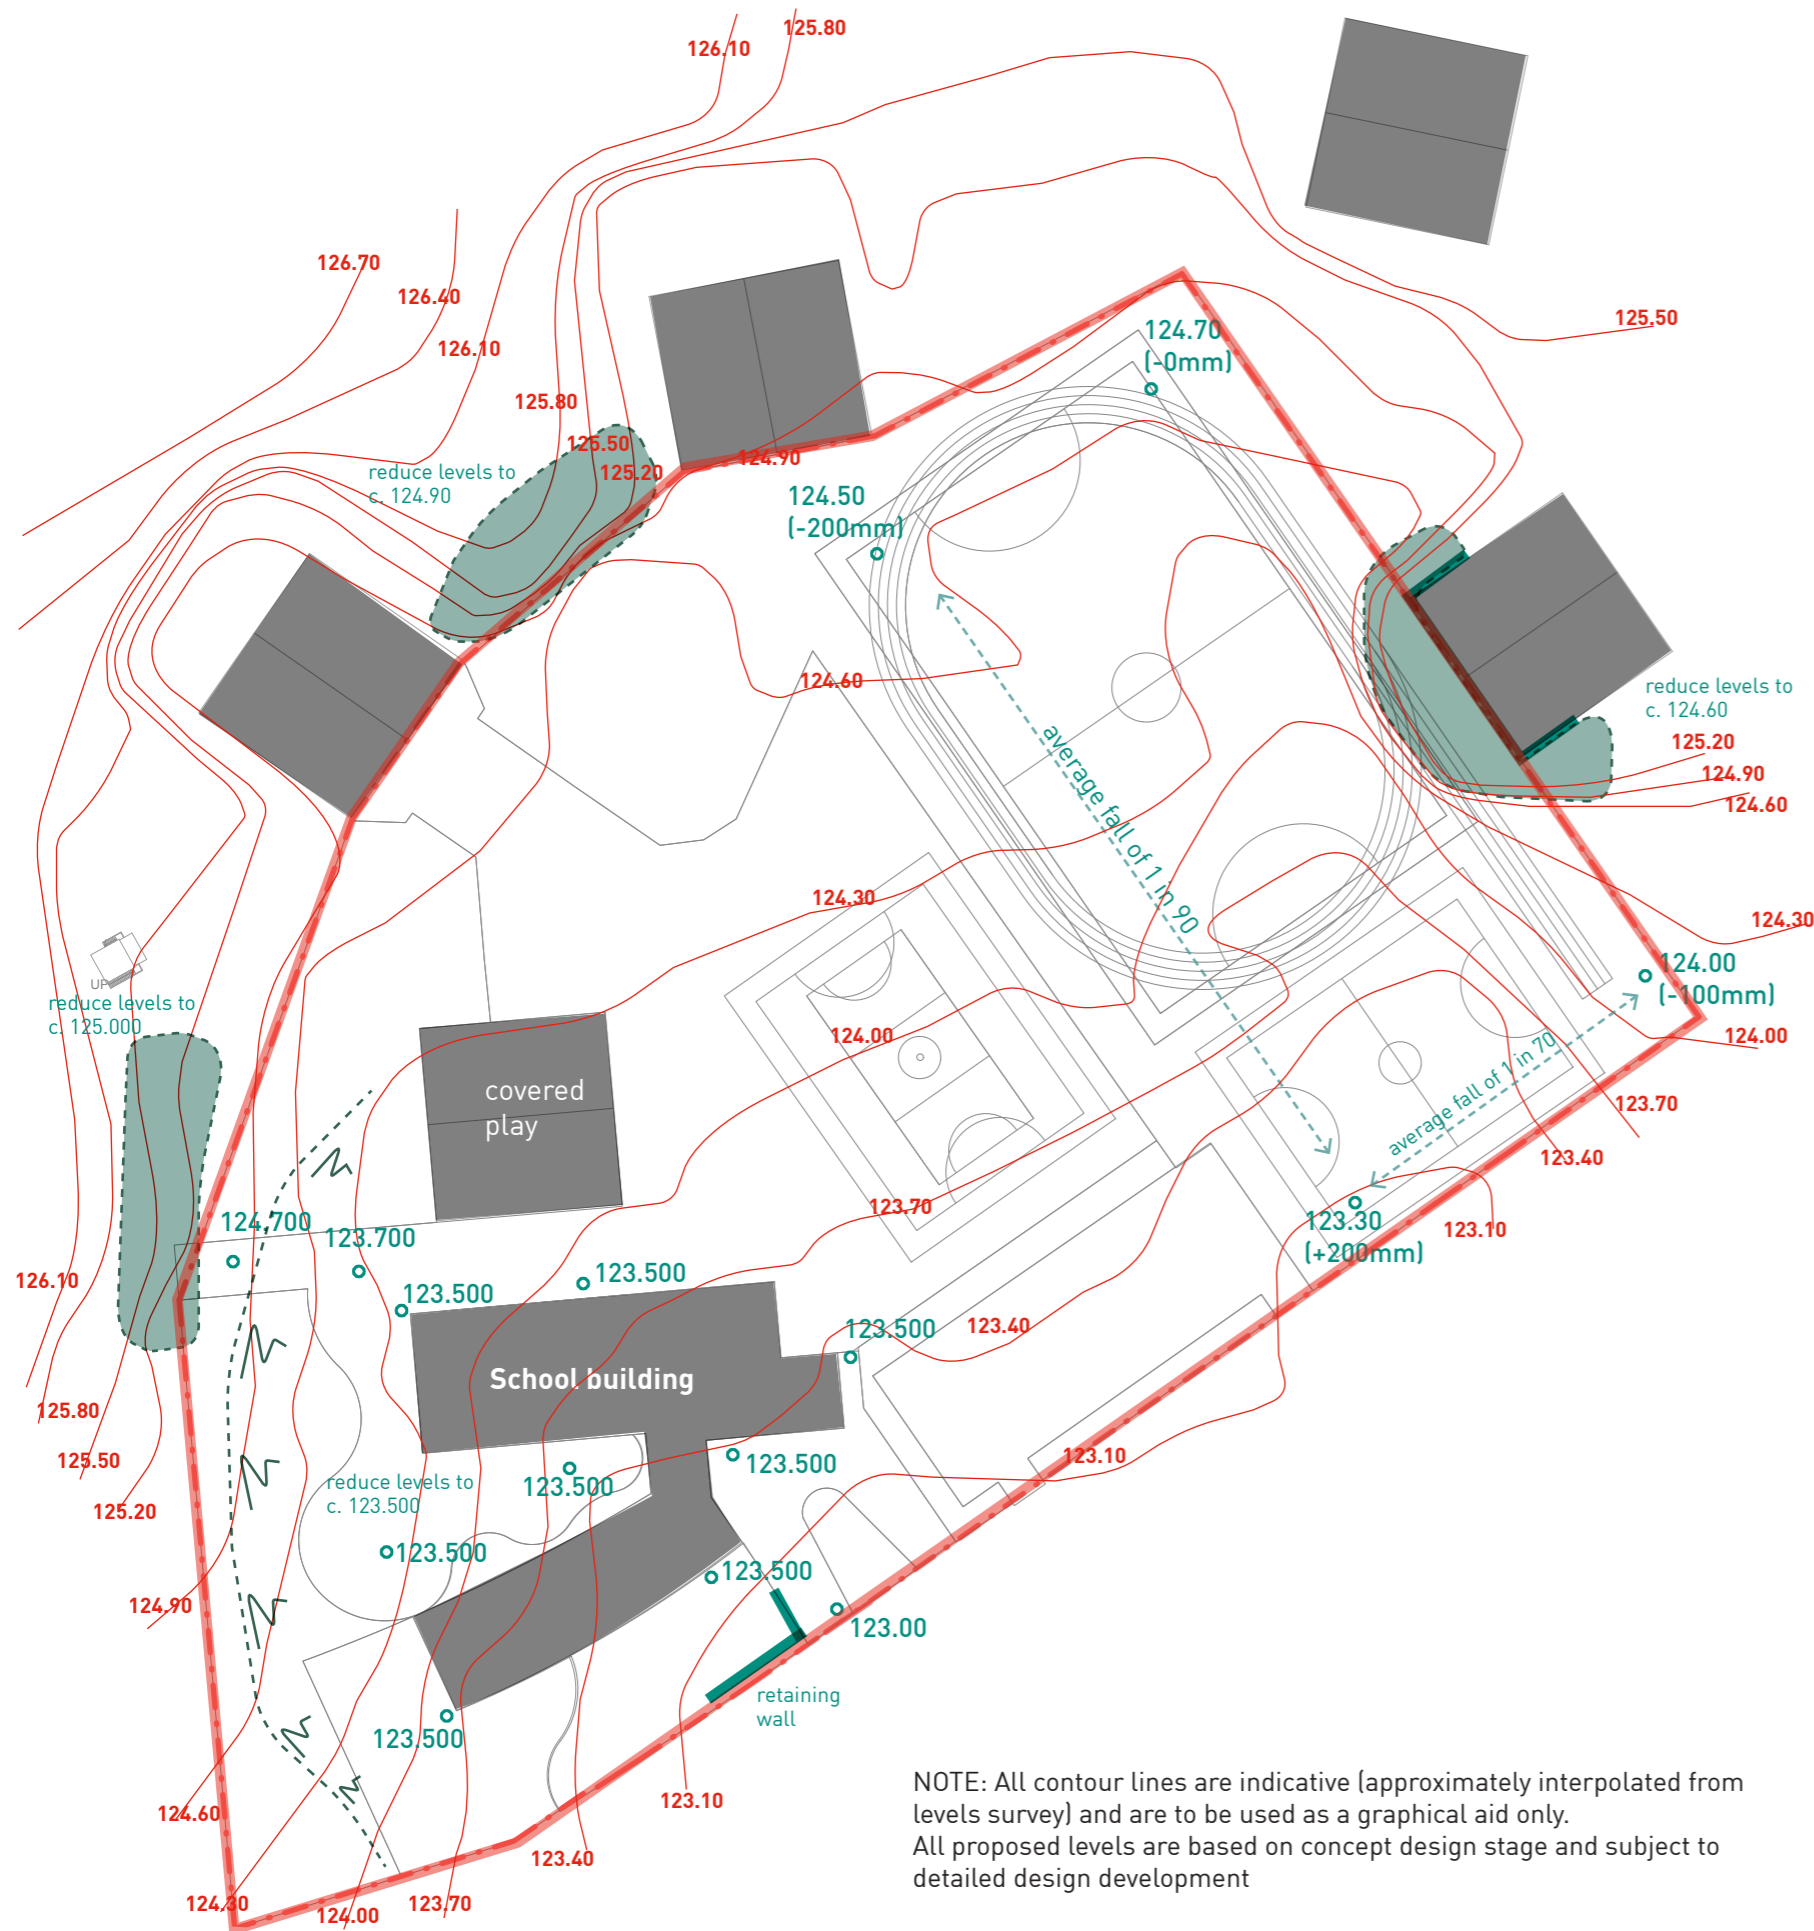 125.80
126.10
126.70
126.40
125.50
124.70
(-0mm)
126.10
125.80
125.50
124.90
125.20
reduce levels to
c. 124.90
124.50
(-200mm)
124.60
reduce levels to
c. 124.60
125.20
124.90
124.60
average fall of 1 in 90
124.30
124.30
UP
reduce levels to
c. 125.000
124.00
(-100mm)
124.00
124.00
average fall of 1 in 70
covered
play
123.70
123.40
123.70
124.700
123.700
123.30
(+200mm)
123.10
126.10
123.500
123.500
123.500
123.40
School building
125.80
125.50
125.20
reduce levels to
c. 123.500
123.500
123.500
123.10
123.500
123.500
124.90
123.00
retaining
wall
123.500
124.60
123.10
123.40
124.30
124.00
123.70
NOTE: All contour lines are indicative (approximately interpolated from
levels survey) and are to be used as a graphical aid only.
All proposed levels are based on concept design stage and subject to
detailed design development